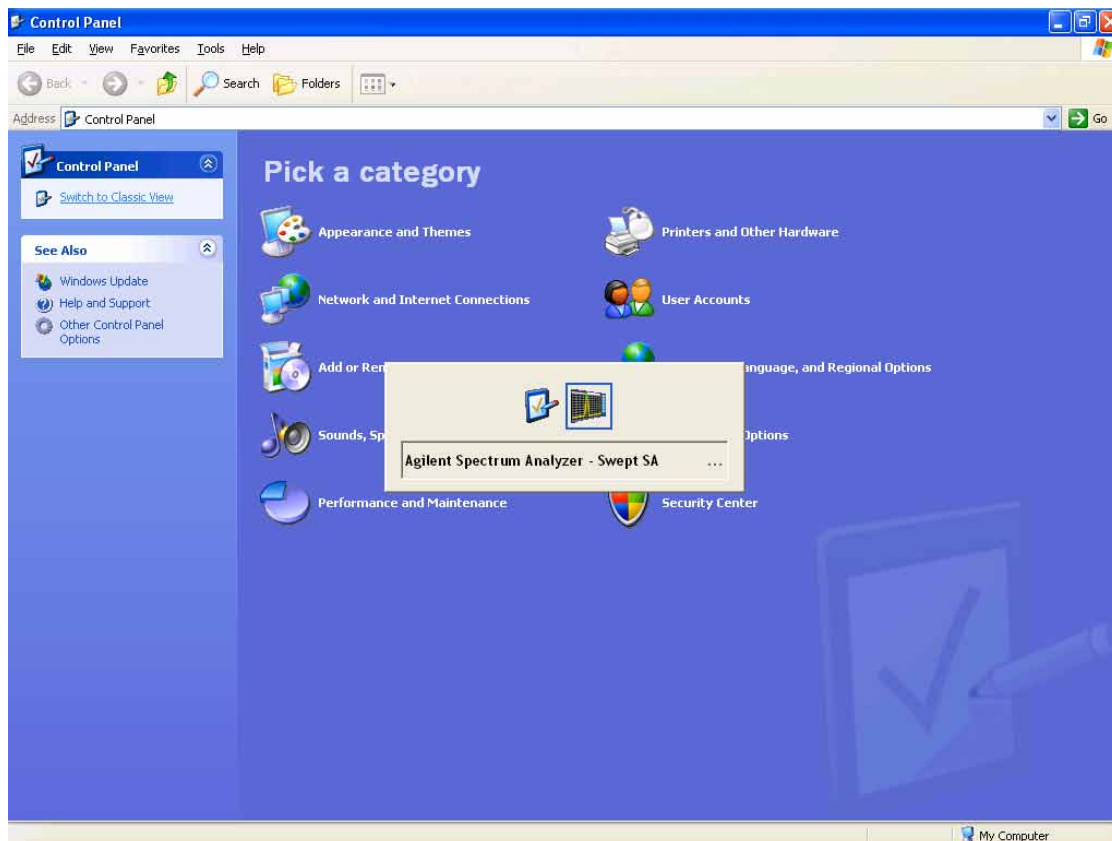 Control Panel
File Edit View Favorites Tools Help
Back Search Folders
Address Control Panel Go
Control Panel
Switch to Classic View
See Also
Windows Update
Help and Support
Other Control Panel
Options
Pick a category
Appearance and Themes
Printers and Other Hardware
Network and Internet Connections
User Accounts
Add or Rem
anguage, and Regional Options
Sounds, Sp
Options
Agilent Spectrum Analyzer - Swept SA ...
Performance and Maintenance
Security Center
My Computer